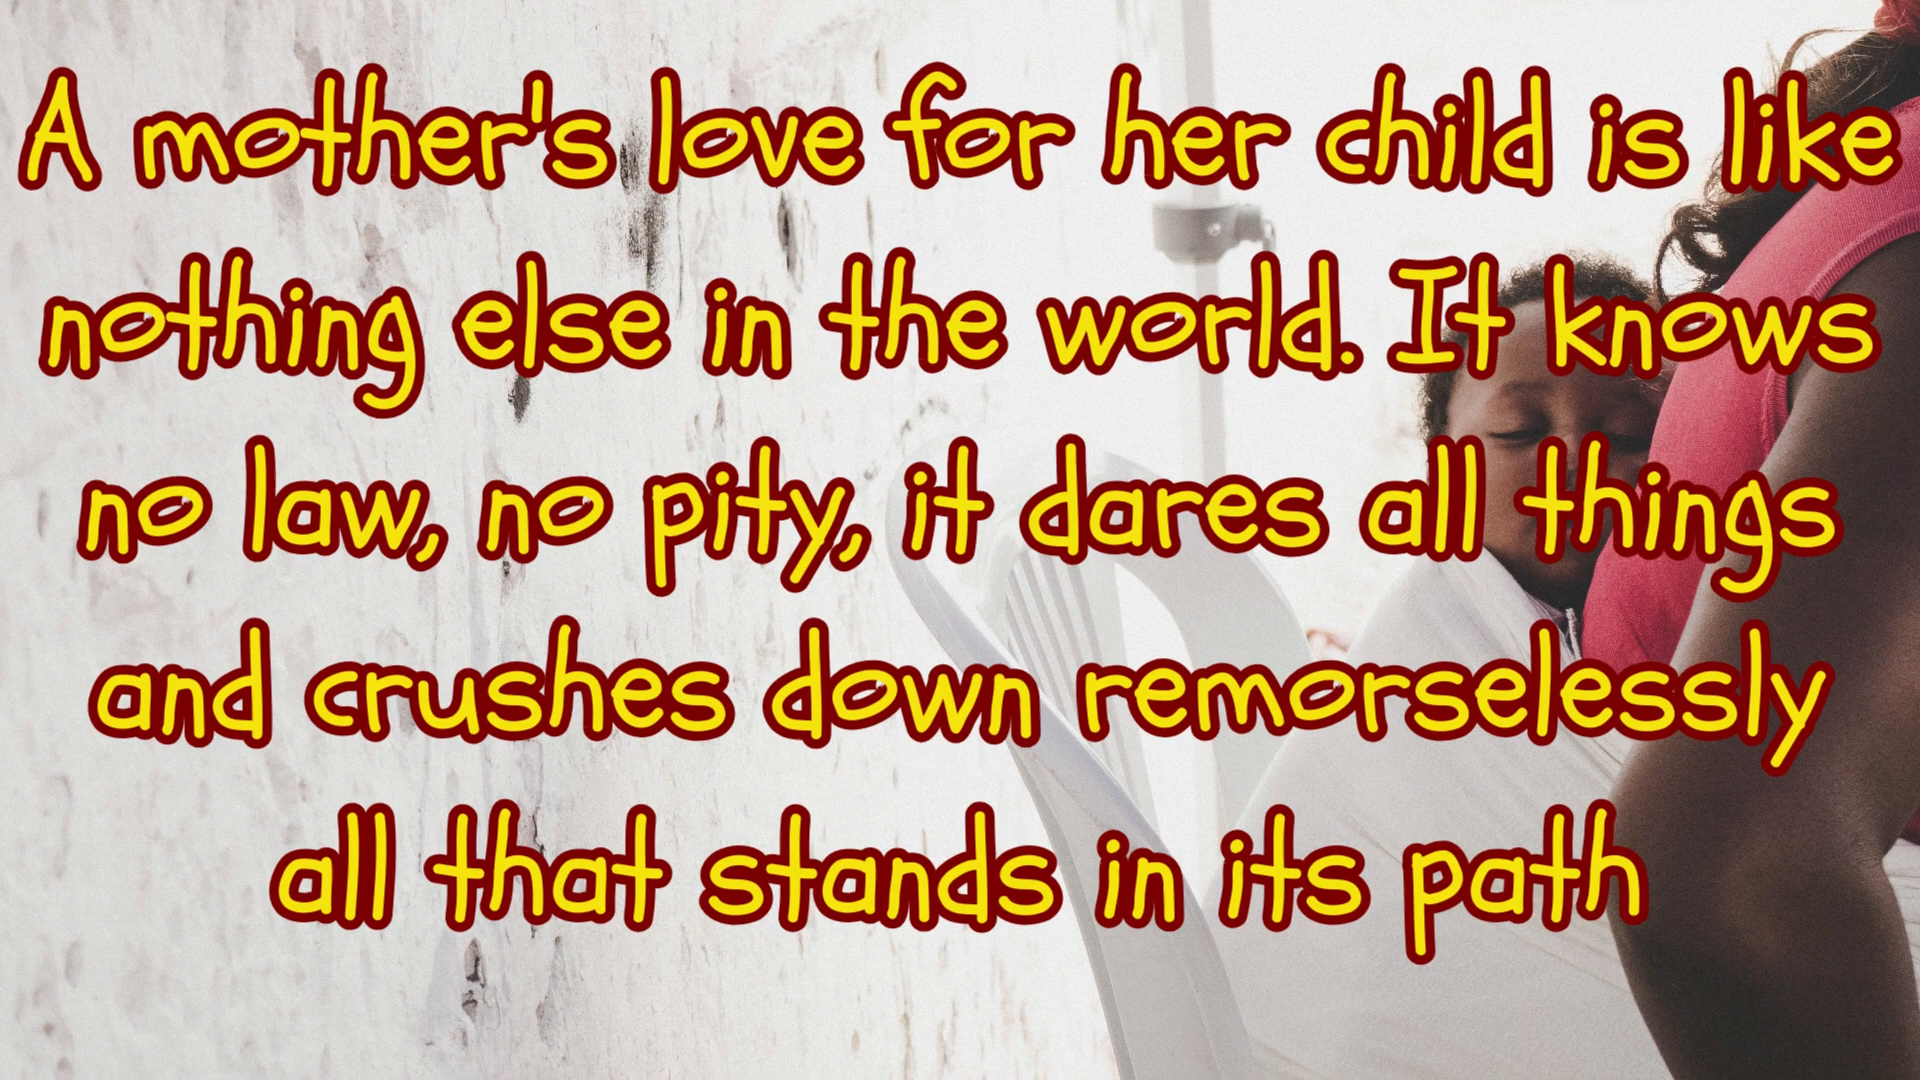 A mother's love for her child is like
nothing else in the world. It knows
no law, no pity, it dares all things
and crushes down remorselessly
all that stands in its path